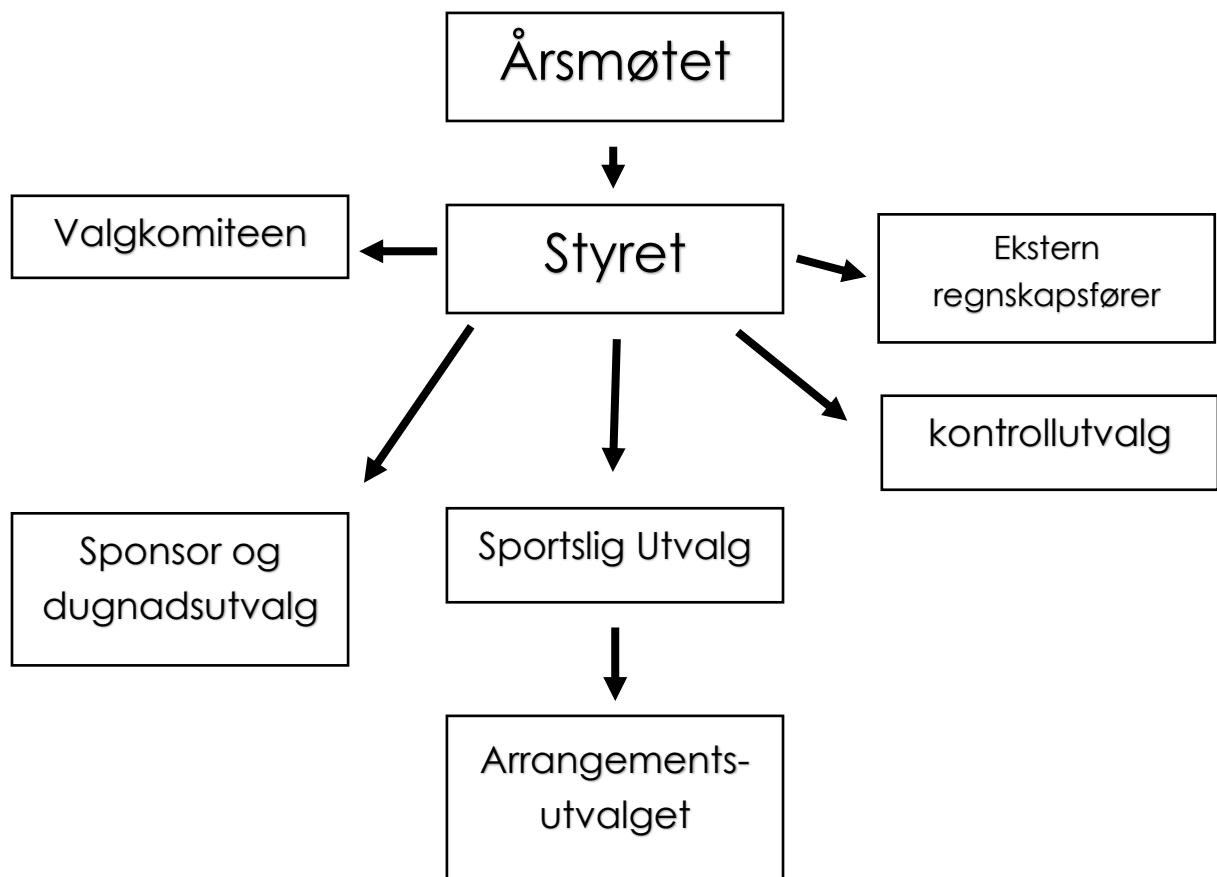 Årsmøtet
Valgkomiteen
Styret
Ekstern
regnskapsfører
kontrollutvalg
Sponsor og
dugnadsutvalg
Sportslig Utvalg
Arrangements-
utvalget